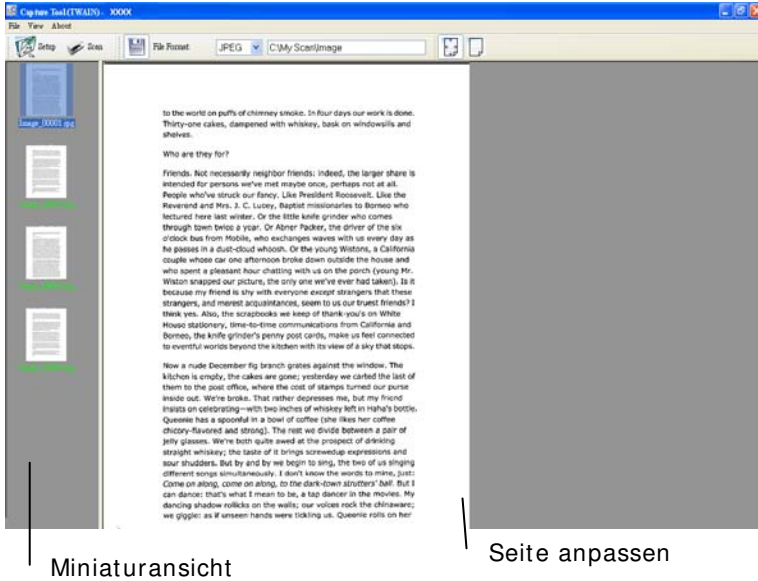 Capture Tool(TWAIN) - XXXX
File View About
Setup Scan File Format JPEG C:\My Scan\Image
Image_00001.jpg
to the world on puffs of chimney smoke. In four days our work is done.
Thirty-one cakes, dampened with whiskey, bask on windowsills and
shelves.
Who are they for?
Friends. Not necessarily neighbor friends: indeed, the larger share is
intended for persons we've met maybe once, perhaps not at all.
People who've struck our fancy. Like President Roosevelt. Like the
Reverend and Mrs. J. C. Lucey, Baptist missionaries to Borneo who
lectured here last winter. Or the little knife grinder who comes
through town twice a year. Or Abner Packer, the driver of the six
o'clock bus from Mobile, who exchanges waves with us every day as
he passes in a dust-cloud whoosh. Or the young Wistons, a California
couple whose car one afternoon broke down outside the house and
who spent a pleasant hour chatting with us on the porch (young Mr.
Wiston snapped our picture, the only one we've ever had taken). Is it
because my friend is shy with everyone except strangers that these
strangers, and merest acquaintances, seem to us our truest friends? I
think yes. Also, the scrapbooks we keep of thank-you's on White
House stationery, time-to-time communications from California and
Borneo, the knife grinder's penny post cards, make us feel connected
to eventful worlds beyond the kitchen with its view of a sky that stops.
Now a nude December fig branch grates against the window. The
kitchen is empty, the cakes are gone; yesterday we carted the last of
them to the post office, where the cost of stamps turned our purse
inside out. We're broke. That rather depresses me, but my friend
insists on celebrating—with two inches of whiskey left in Haha's bottle.
Queenie has a spoonful in a bowl of coffee (she likes her coffee
chicory-flavored and strong). The rest we divide between a pair of
jelly glasses. We're both quite awed at the prospect of drinking
straight whiskey; the taste of it brings screwedup expressions and
sour shudders. But by and by we begin to sing, the two of us singing
different songs simultaneously. I don't know the words to mine, just:
Come on along, come on along, to the dark-town strutters' ball. But I
can dance: that's what I mean to be, a tap dancer in the movies. My
dancing shadow rollicks on the walls; our voices rock the chinaware;
we giggle: as if unseen hands were tickling us. Queenie rolls on her
Miniaturansicht
Seite anpassen